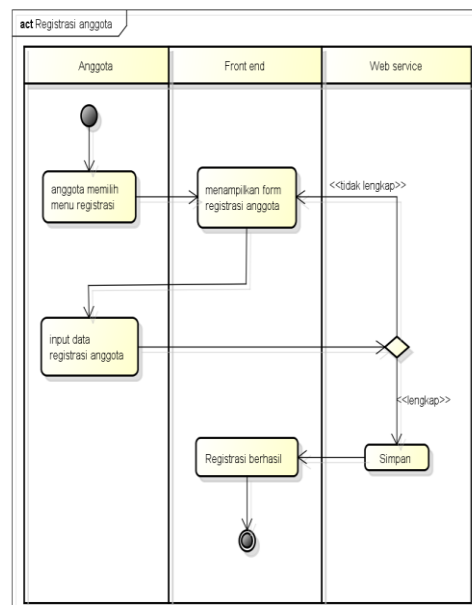 act Registrasi anggota
Anggota
Front end
Web service
anggota memilih
menu registrasi
menampilkan form
registrasi anggota
<<tidak lengkap>>
input data
registrasi anggota
<<lengkap>>
Registrasi berhasil
Simpan